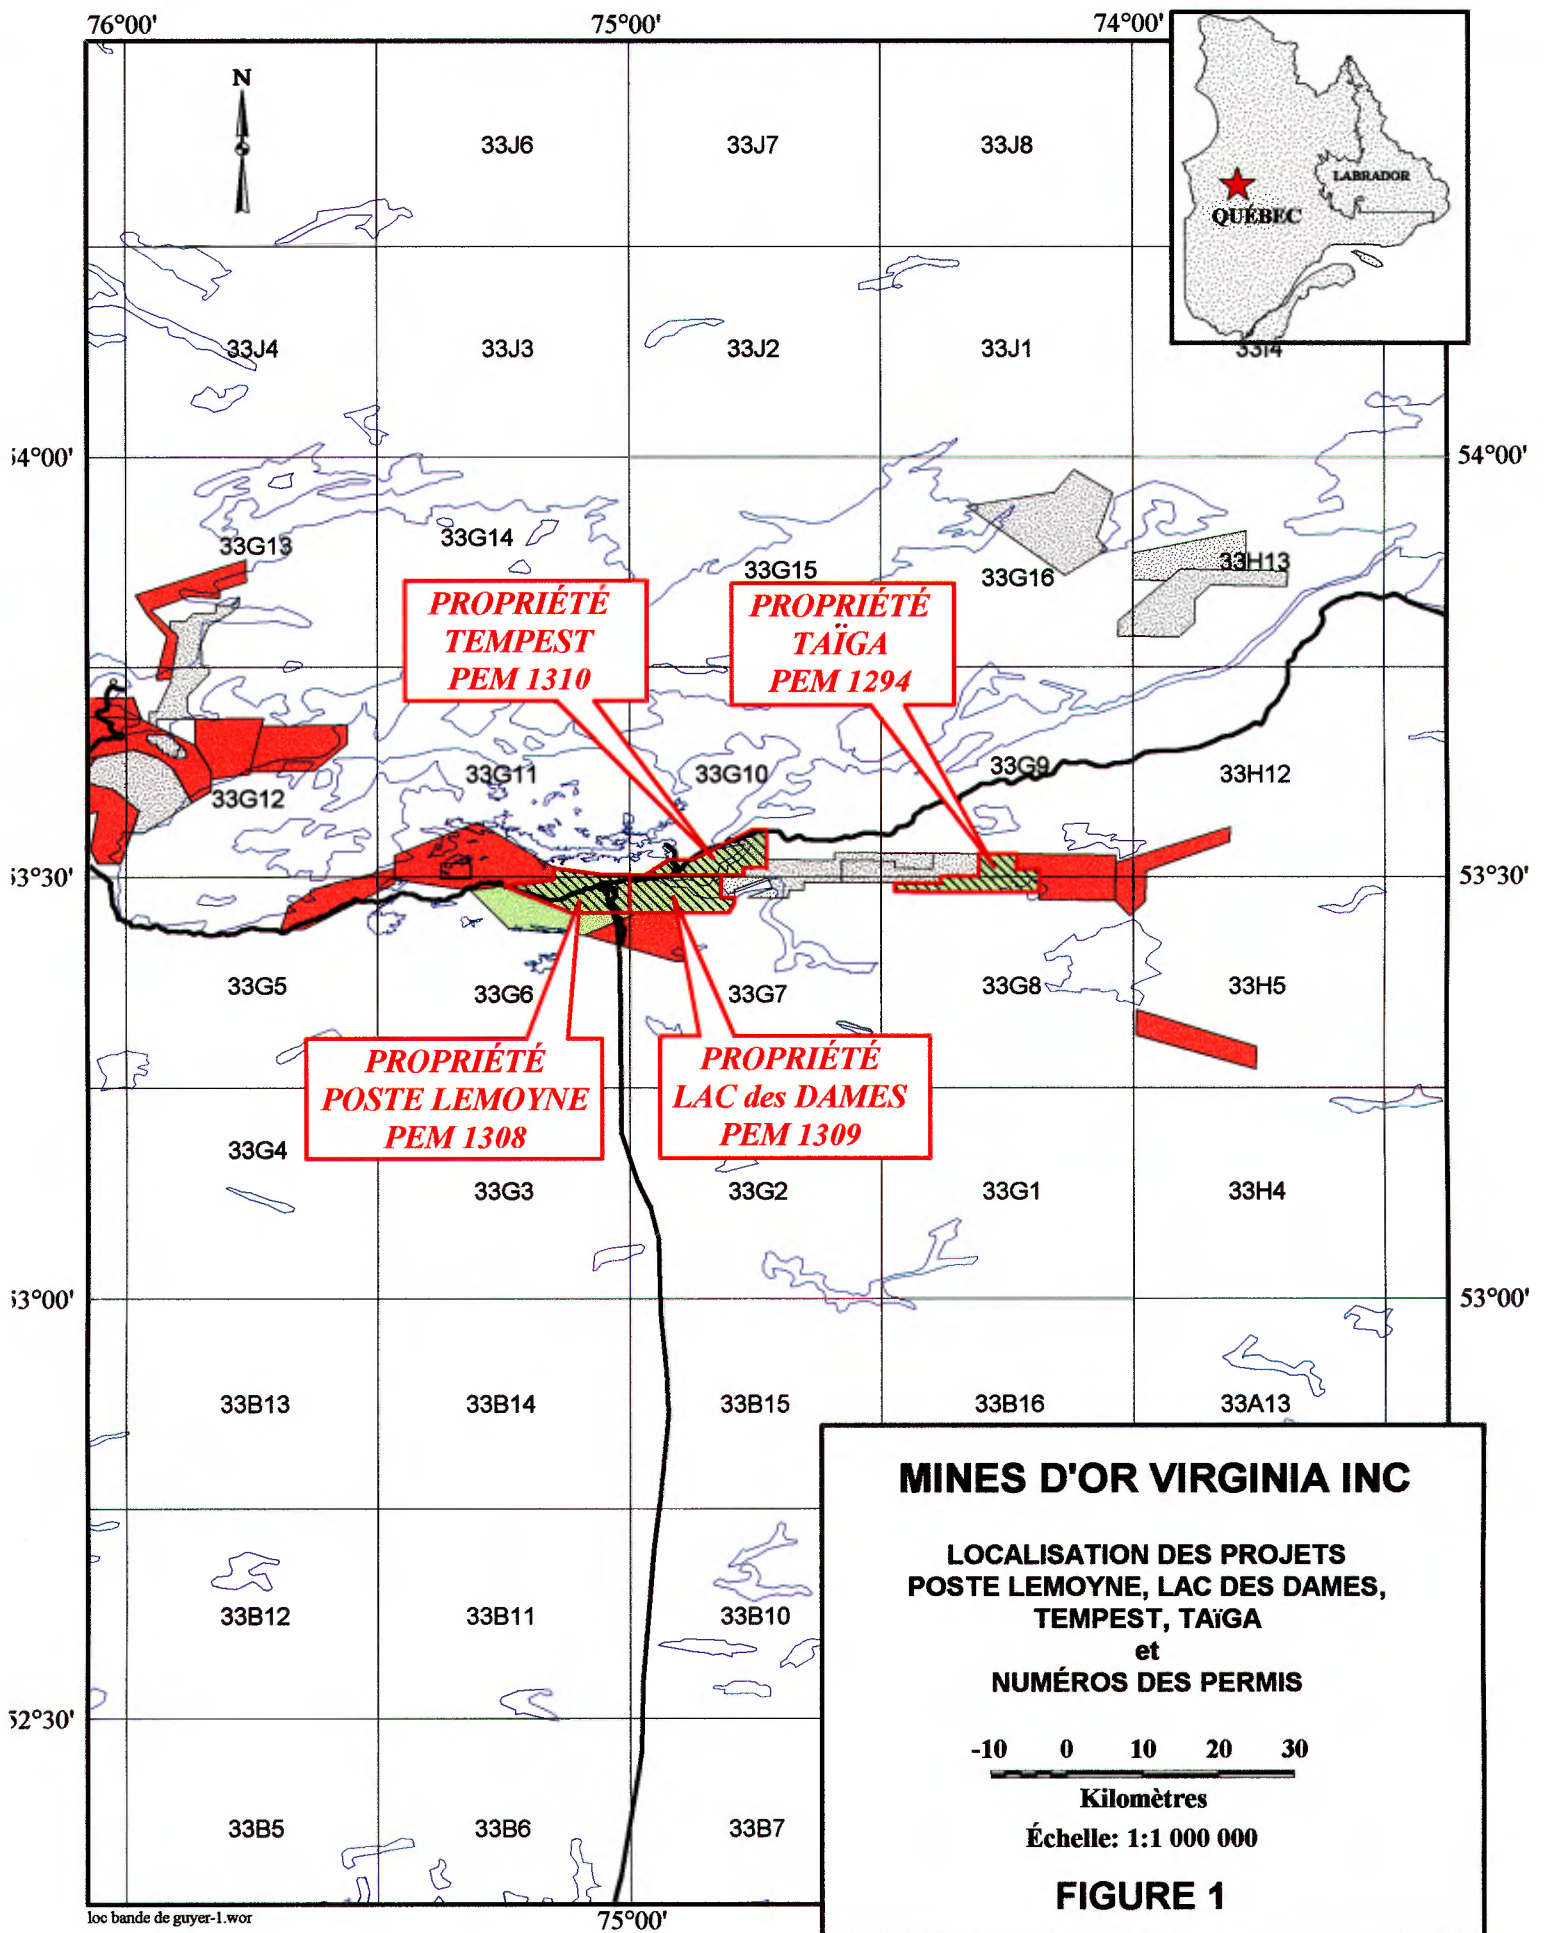 76°00'
75°00'
74°00'
N
33J6
33J7
33J8
LABRADOR
QUÉBEC
33J4
33J3
33J2
33J1
33I4
54°00'
33G13
33G14
33G15
33G16
33H13
PROPRIÉTÉ
TEMPEST
PEM 1310
PROPRIÉTÉ
TAÏGA
PEM 1294
33G12
33G11
33G10
33G9
33H12
53°30'
53°30'
33G5
33G6
33G7
33G8
33H5
PROPRIÉTÉ
POSTE LEMOYNE
PEM 1308
PROPRIÉTÉ
LAC des DAMES
PEM 1309
33G4
33G3
33G2
33G1
33H4
53°00'
53°00'
33B13
33B14
33B15
33B16
33A13
33B12
33B11
33B10
52°30'
33B5
33B6
33B7
MINES D'OR VIRGINIA INC
LOCALISATION DES PROJETS
POSTE LEMOYNE, LAC DES DAMES,
TEMPEST, TAïGA
et
NUMÉROS DES PERMIS
-10 0 10 20 30
Kilomètres
Échelle: 1:1 000 000
FIGURE 1
loc bande de guyer-1.wor
75°00'